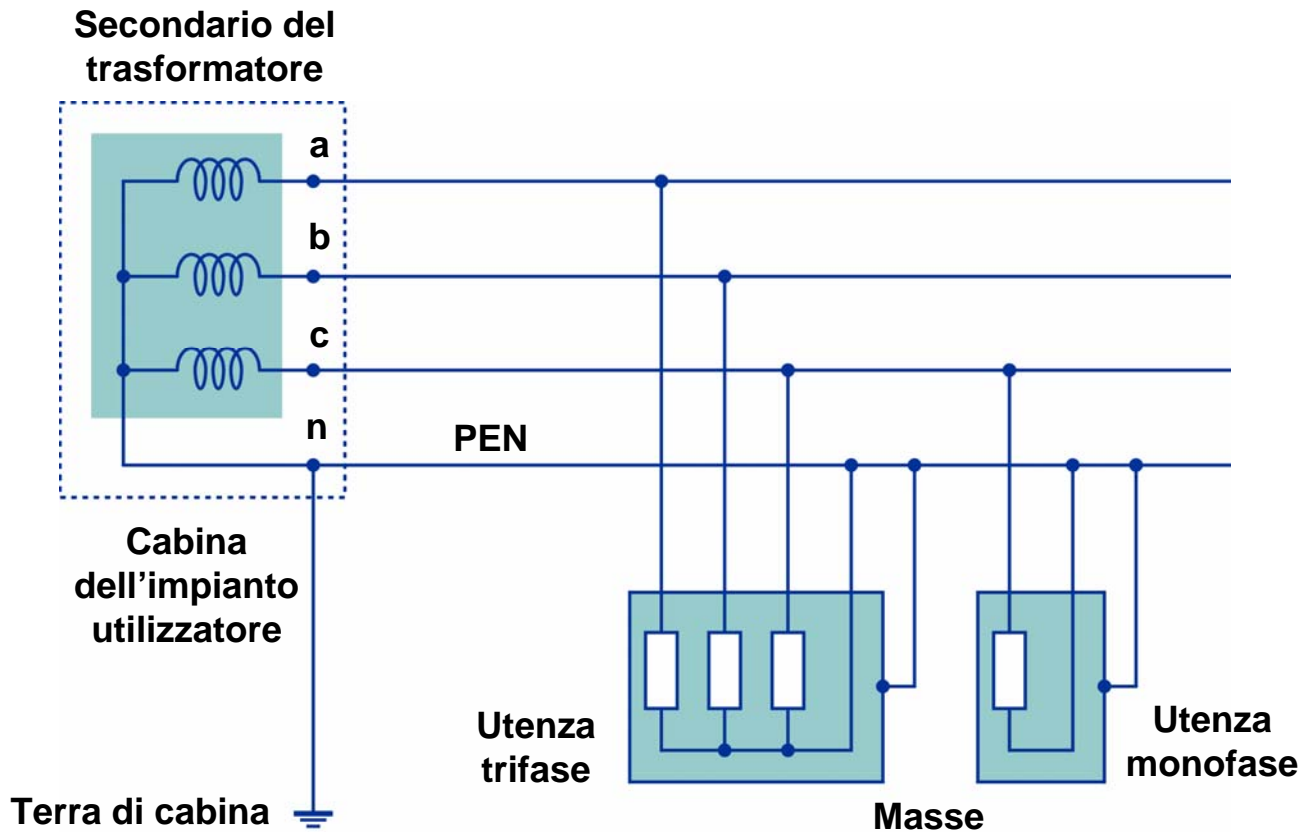 Secondario del
trasformatore
a
b
c
n
PEN
Cabina
dell’impianto
utilizzatore
Utenza
trifase
Utenza
monofase
Terra di cabina
Masse